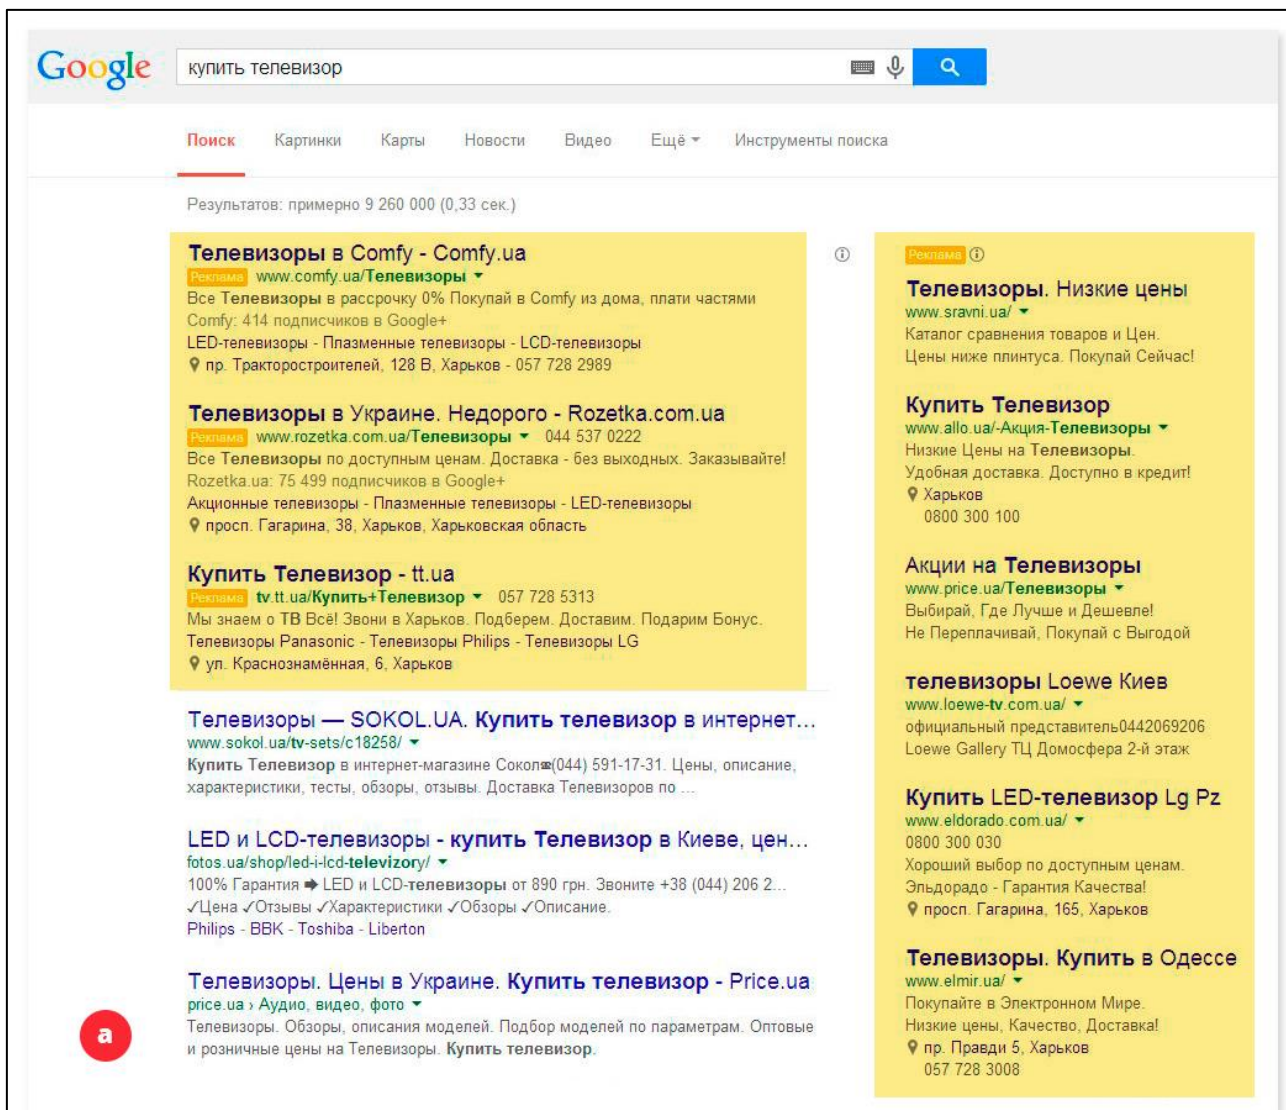 Google
купить телевизор
Поиск Картинки Карты Новости Видео Ещё Инструменты поиска
Результатов: примерно 9 260 000 (0,33 сек.)
Телевизоры в Comfy - Comfy.ua
Реклама www.comfy.ua/Телевизоры
Все Телевизоры в рассрочку 0% Покупай в Comfy из дома, плати частями
Comfy: 414 подписчиков в Google+
LED-телевизоры - Плазменные телевизоры - LCD-телевизоры
пр. Тракторостроителей, 128 В, Харьков - 057 728 2989
Телевизоры в Украине. Недорого - Rozetka.com.ua
Реклама www.rozetka.com.ua/Телевизоры 044 537 0222
Все Телевизоры по доступным ценам. Доставка - без выходных. Заказывайте!
Rozetka.ua: 75 499 подписчиков в Google+
Акционные телевизоры - Плазменные телевизоры - LED-телевизоры
просп. Гагарина, 38, Харьков, Харьковская область
Купить Телевизор - tt.ua
Реклама tv.tt.ua/Купить+Телевизор 057 728 5313
Мы знаем о ТВ Всё! Звони в Харьков. Подберем. Доставим. Подарим Бонус.
Телевизоры Panasonic - Телевизоры Philips - Телевизоры LG
ул. Краснознамённая, 6, Харьков
Телевизоры — SOKOL.UA. Купить телевизор в интернет...
www.sokol.ua/tv-sets/c18258/
Купить Телевизор в интернет-магазине Сокол☎(044) 591-17-31. Цены, описание,
характеристики, тесты, обзоры, отзывы. Доставка Телевизоров по ...
LED и LCD-телевизоры - купить Телевизор в Киеве, цен...
fotos.ua/shop/led-i-lcd-televizory/
100% Гарантия ➡ LED и LCD-телевизоры от 890 грн. Звоните +38 (044) 206 2...
✓Цена ✓Отзывы ✓Характеристики ✓Обзоры ✓Описание.
Philips - BBK - Toshiba - Liberton
Телевизоры. Цены в Украине. Купить телевизор - Price.ua
price.ua › Аудио, видео, фото
Телевизоры. Обзоры, описания моделей. Подбор моделей по параметрам. Оптовые
и розничные цены на Телевизоры. Купить телевизор.
a
Реклама
Телевизоры. Низкие цены
www.sravni.ua/
Каталог сравнения товаров и Цен.
Цены ниже плинтуса. Покупай Сейчас!
Купить Телевизор
www.allo.ua/-Акция-Телевизоры
Низкие Цены на Телевизоры.
Удобная доставка. Доступно в кредит!
Харьков
0800 300 100
Акции на Телевизоры
www.price.ua/Телевизоры
Выбирай, Где Лучше и Дешевле!
Не Переплачивай, Покупай с Выгодой
телевизоры Loewe Киев
www.loewe-tv.com.ua/
официальный представитель0442069206
Loewe Gallery ТЦ Домосфера 2-й этаж
Купить LED-телевизор Lg Pz
www.eldorado.com.ua/
0800 300 030
Хороший выбор по доступным ценам.
Эльдорадо - Гарантия Качества!
просп. Гагарина, 165, Харьков
Телевизоры. Купить в Одессе
www.elmir.ua/
Покупайте в Электронном Мире.
Низкие цены, Качество, Доставка!
пр. Правди 5, Харьков
057 728 3008